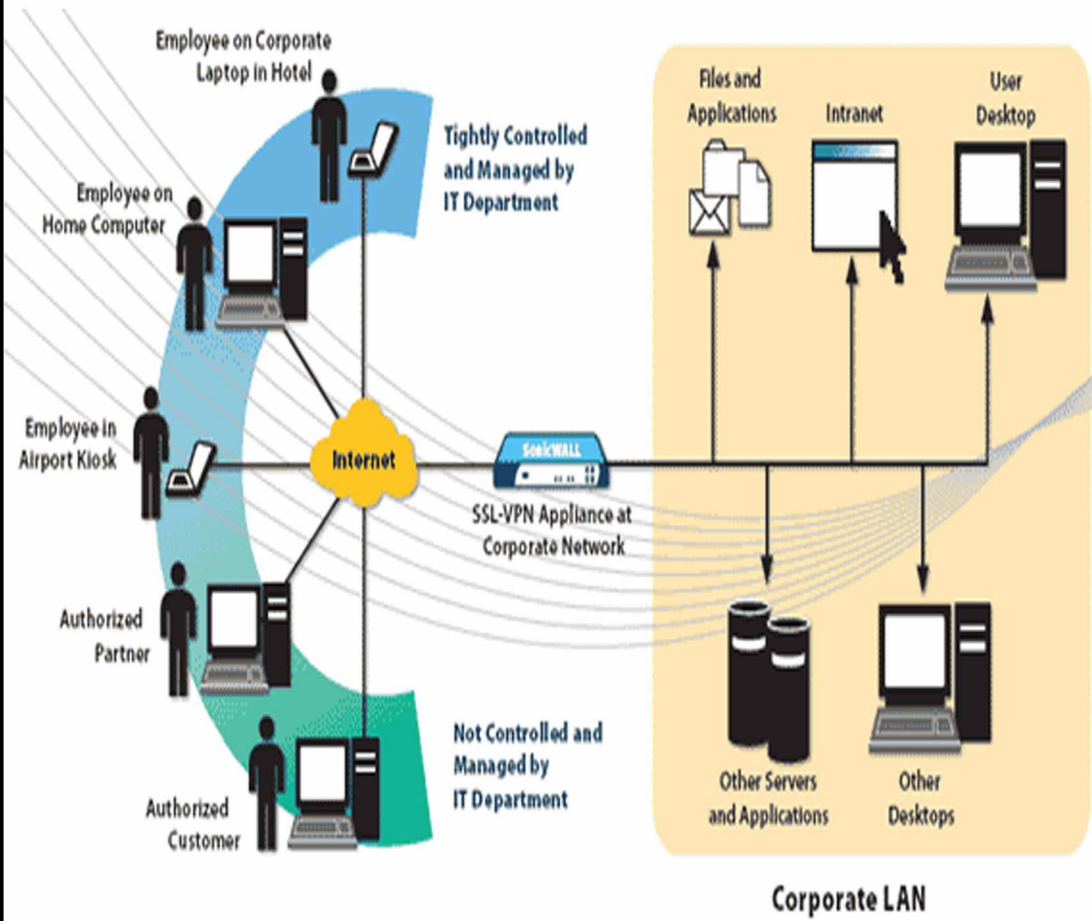 Employee on Corporate
Laptop in Hotel
Tightly Controlled
and Managed by
IT Department
Employee on
Home Computer
Employee in
Airport Kiosk
Internet
SonicWALL
SSL-VPN Appliance at
Corporate Network
Authorized
Partner
Not Controlled and
Managed by
IT Department
Authorized
Customer
Files and
Applications
Intranet
User
Desktop
Other Servers
and Applications
Other
Desktops
Corporate LAN